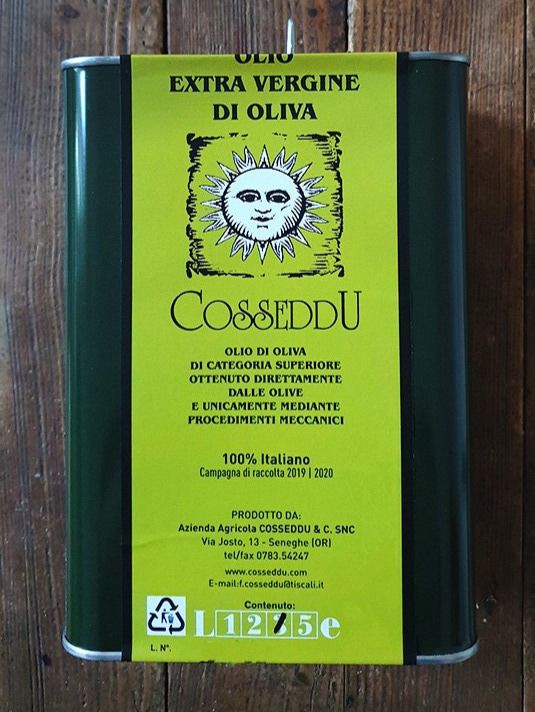 OLIO
EXTRA VERGINE
DI OLIVA
COSSEDDU
OLIO DI OLIVA
DI CATEGORIA SUPERIORE
OTTENUTO DIRETTAMENTE
DALLE OLIVE
E UNICAMENTE MEDIANTE
PROCEDIMENTI MECCANICI
100% Italiano
Campagna di raccolta 2019 | 2020
PRODOTTO DA:
Azienda Agricola COSSEDDU & C. SNC
Via Josto, 13 - Seneghe (OR)
tel/fax 0783.54247
www.cosseddu.com
E-mail:f.cosseddu@tiscali.it
Contenuto:
L 1 2 3 5 e
L. N°.